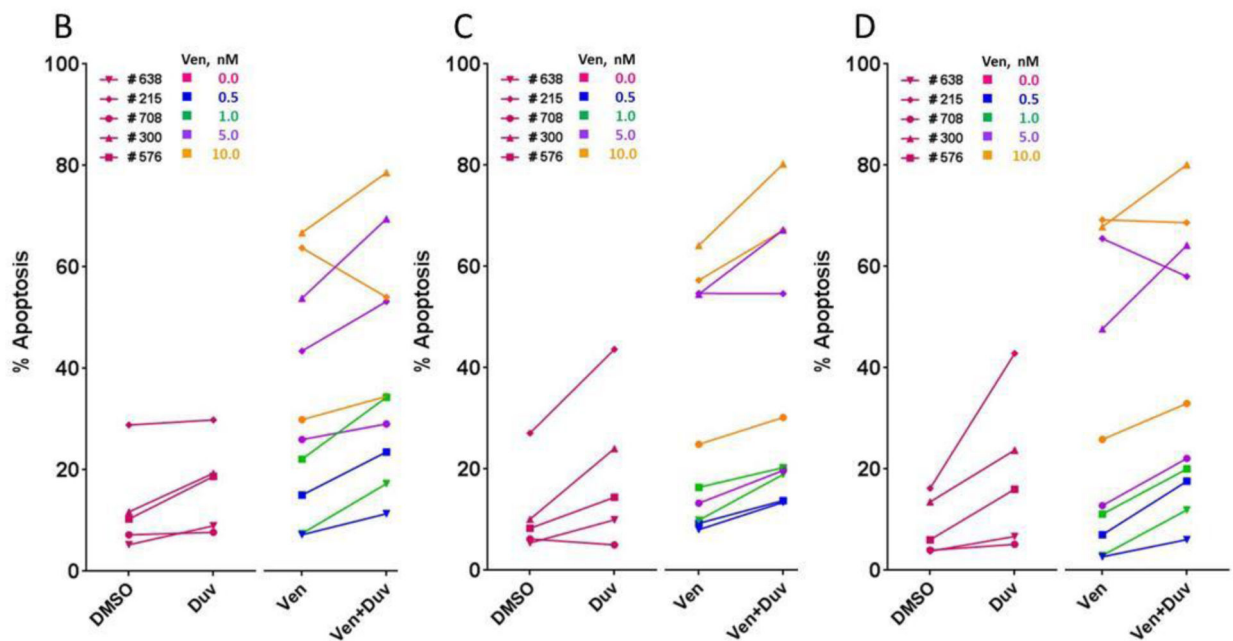 B
Ven, nM
#638 0.0
#215 0.5
#708 1.0
#300 5.0
#576 10.0
100
80
60
40
20
0
% Apoptosis
DMSO
Duv
Ven
Ven+Duv
C
Ven, nM
#638 0.0
#215 0.5
#708 1.0
#300 5.0
#576 10.0
100
80
60
40
20
0
% Apoptosis
DMSO
Duv
Ven
Ven+Duv
D
Ven, nM
#638 0.0
#215 0.5
#708 1.0
#300 5.0
#576 10.0
100
80
60
40
20
0
% Apoptosis
DMSO
Duv
Ven
Ven+Duv